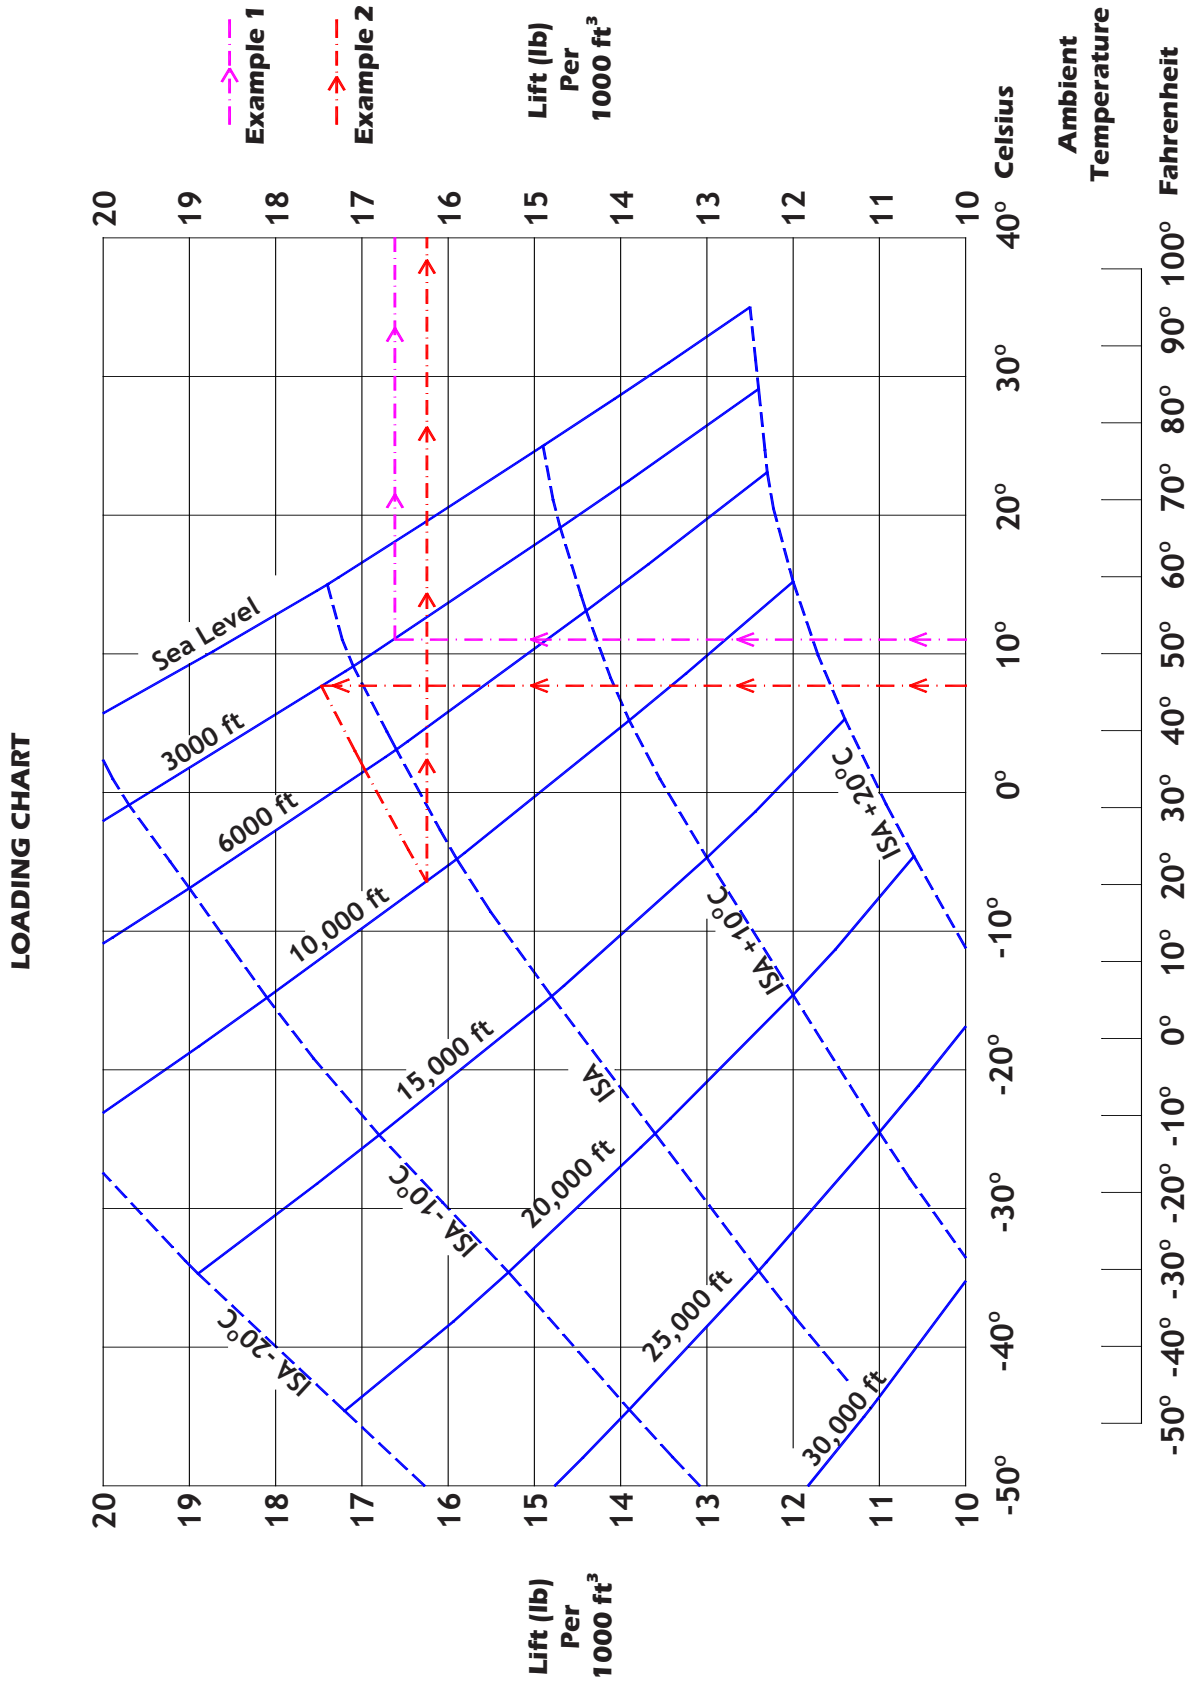 LOADING CHART
Example 1
Example 2
Lift (lb)
Per
1000 ft³
Lift (lb)
Per
1000 ft³
20
19
18
17
16
15
14
13
12
11
10
20
19
18
17
16
15
14
13
12
11
10
Sea Level
3000 ft
6000 ft
10,000 ft
15,000 ft
20,000 ft
25,000 ft
30,000 ft
ISA - 20°C
ISA - 10°C
ISA
ISA + 10°C
ISA + 20°C
-50° -40° -30° -20° -10° 0° 10° 20° 30° 40° Celsius
Ambient
Temperature
-50° -40° -30° -20° -10° 0° 10° 20° 30° 40° 50° 60° 70° 80° 90° 100° Fahrenheit